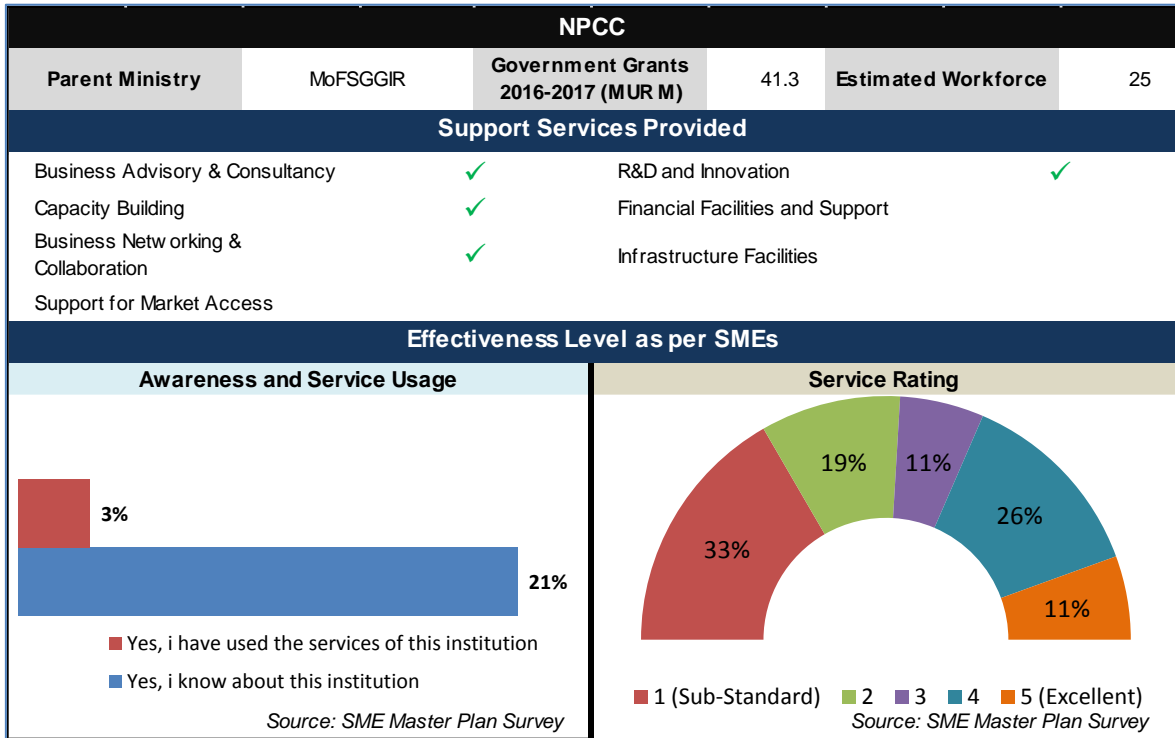 NPCC
Parent Ministry
MoFSGGIR
Government Grants
2016-2017 (MUR M)
41.3
Estimated Workforce
25
Support Services Provided
Business Advisory & Consultancy ✓
R&D and Innovation ✓
Capacity Building ✓
Financial Facilities and Support
Business Networking &
Collaboration ✓
Infrastructure Facilities
Support for Market Access
Effectiveness Level as per SMEs
Awareness and Service Usage
3%
21%
Yes, i have used the services of this institution
Yes, i know about this institution
Source: SME Master Plan Survey
Service Rating
33%
19%
11%
26%
11%
1 (Sub-Standard) 2 3 4 5 (Excellent)
Source: SME Master Plan Survey